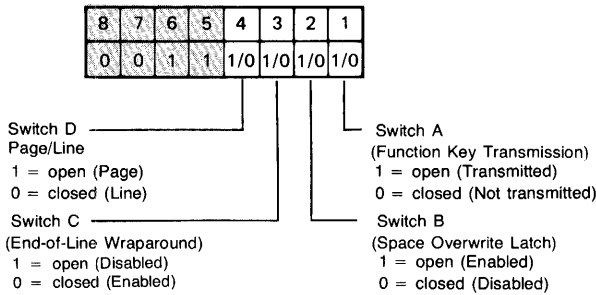 8 7 6 5 4 3 2 1
0 0 1 1 1/0 1/0 1/0 1/0
Switch D
Page/Line
1 = open (Page)
0 = closed (Line)
Switch A
(Function Key Transmission)
1 = open (Transmitted)
0 = closed (Not transmitted)
Switch C
(End-of-Line Wraparound)
1 = open (Disabled)
0 = closed (Enabled)
Switch B
(Space Overwrite Latch)
1 = open (Enabled)
0 = closed (Disabled)